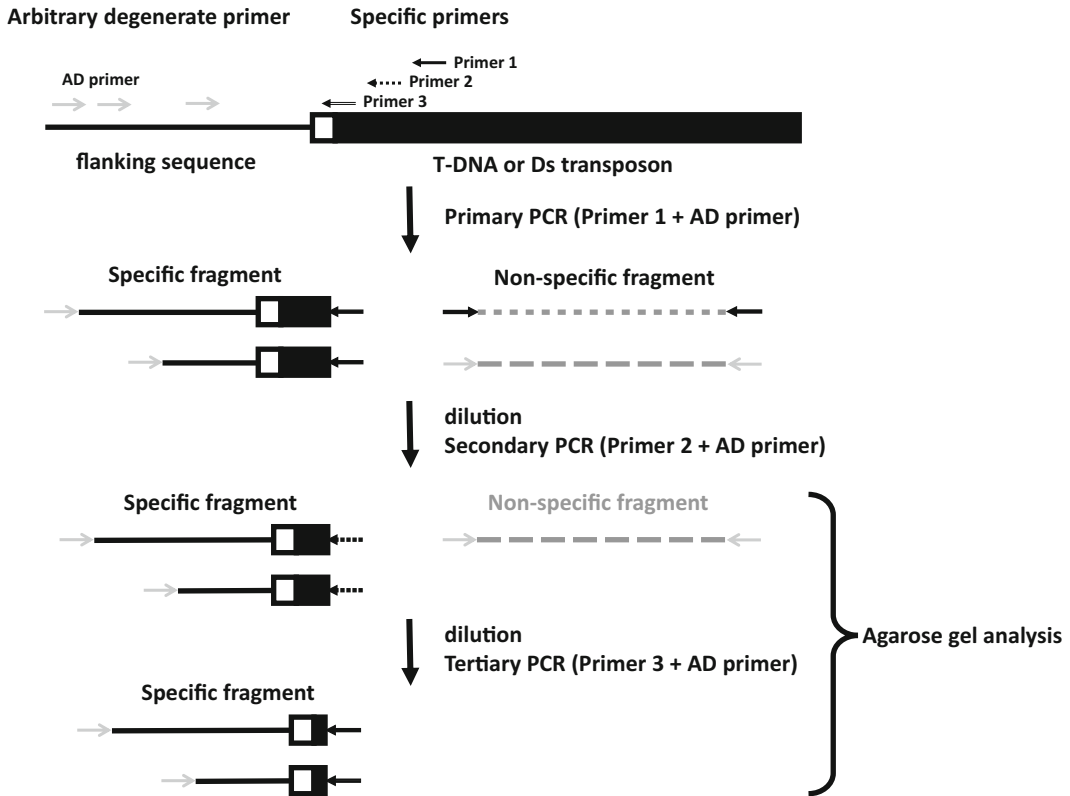 Arbitrary degenerate primer
Specific primers
Primer 1
AD primer
Primer 2
Primer 3
flanking sequence
T-DNA or Ds transposon
Primary PCR (Primer 1 + AD primer)
Specific fragment
Non-specific fragment
dilution
Secondary PCR (Primer 2 + AD primer)
Specific fragment
Non-specific fragment
dilution
Tertiary PCR (Primer 3 + AD primer)
Agarose gel analysis
Specific fragment